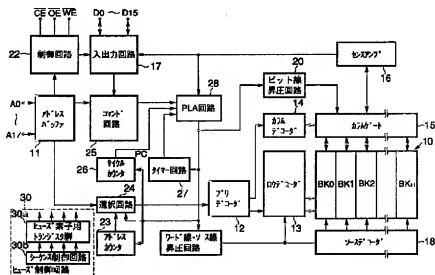 CE OE WE
D0 ～ D15
22
制御回路
入出力回路
17
センスアンプ
16
20
ビット線
昇圧回路
28
PLA回路
14
カラムデコーダ
カラムゲート
15
10
A0
A17
アドレスバッファ
11
コマンド回路
25
PC
サイクルカウンタ
26
タイマー回路
27
24
選択回路
プリデコーダ
12
ロウデコーダ
13
BK0
BK1
BK2
30
30a
ヒューズ素子用
トランジスタ
30b
シーケンス制御回路
ヒューズ制御回路
23
アドレスカウンタ
ワード線・ソース線
昇圧回路
ソースデコーダ
18